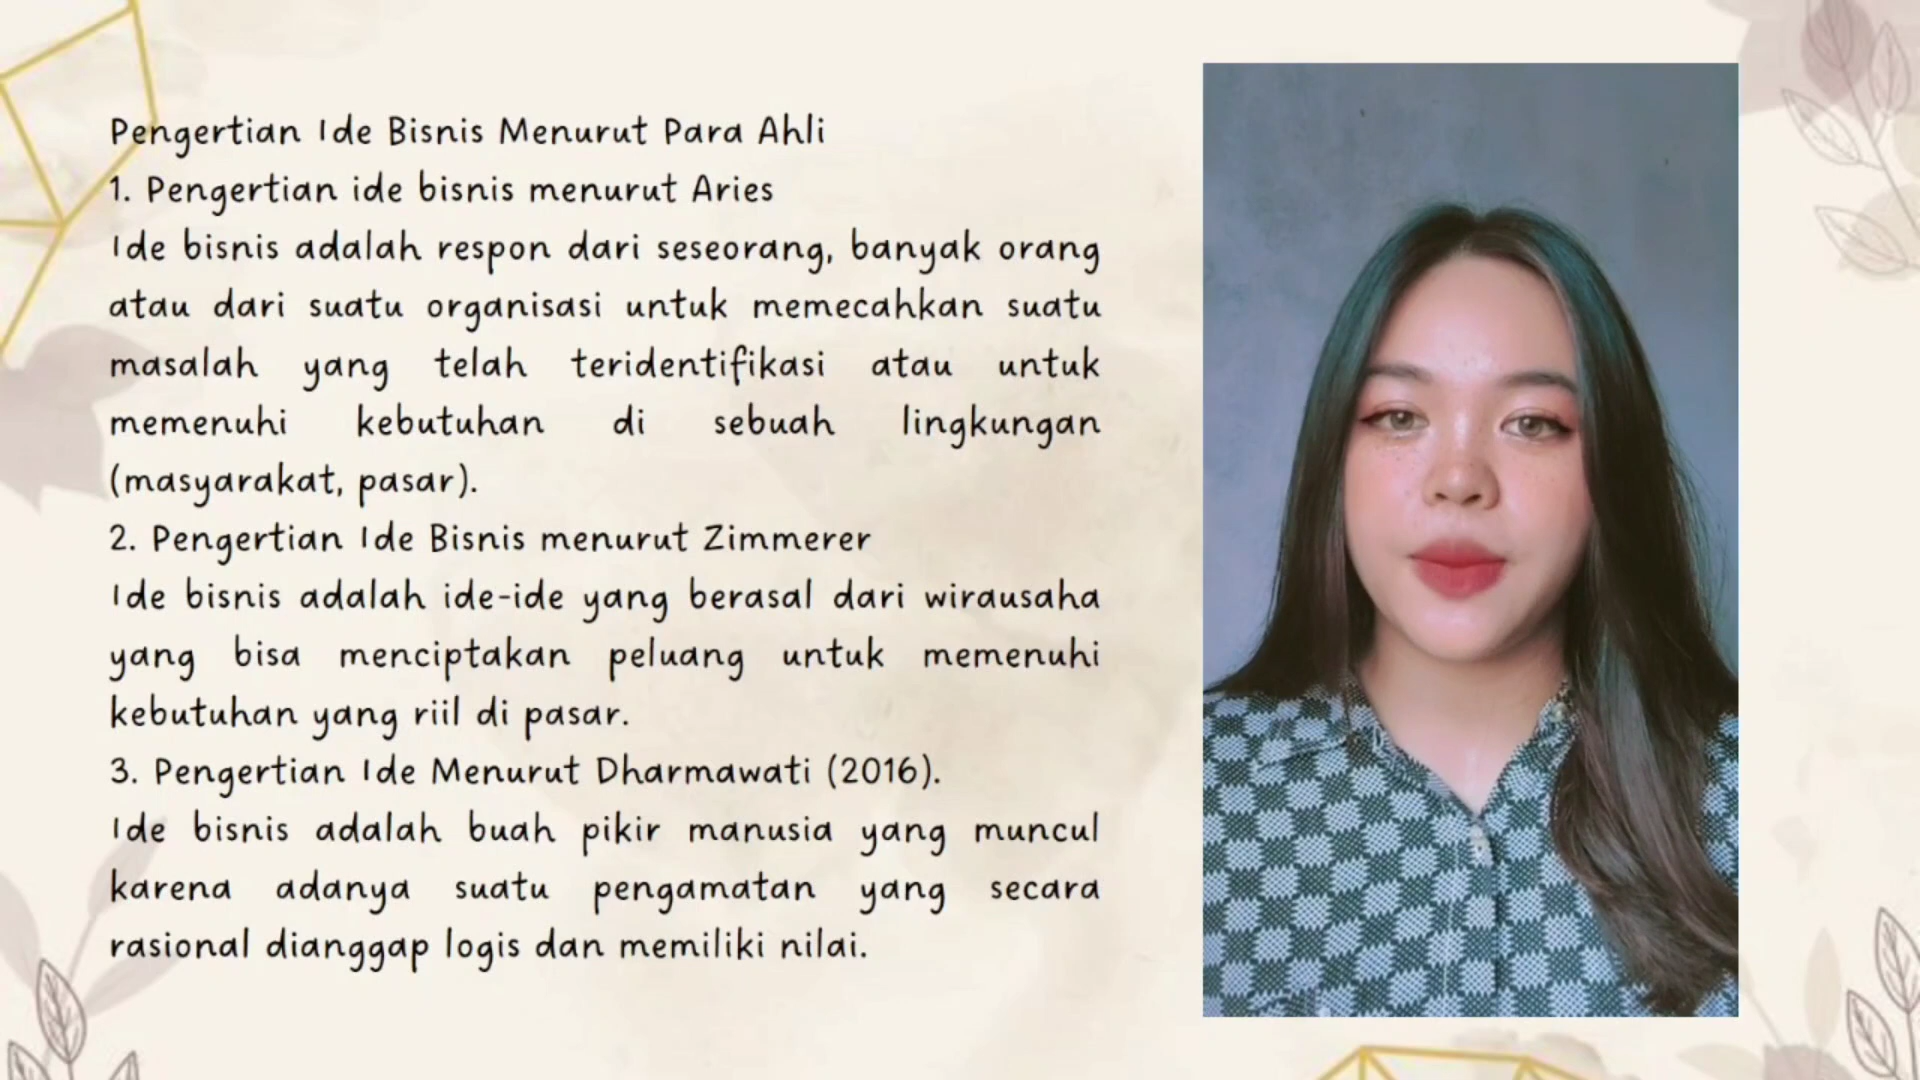 Pengertian Ide Bisnis Menurut Para Ahli
1. Pengertian ide bisnis menurut Aries
Ide bisnis adalah respon dari seseorang, banyak orang
atau dari suatu organisasi untuk memecahkan suatu
masalah yang telah teridentifikasi atau untuk
memenuhi kebutuhan di sebuah lingkungan
(masyarakat, pasar).
2. Pengertian Ide Bisnis menurut Zimmerer
Ide bisnis adalah ide-ide yang berasal dari wirausaha
yang bisa menciptakan peluang untuk memenuhi
kebutuhan yang riil di pasar.
3. Pengertian Ide Menurut Dharmawati (2016).
Ide bisnis adalah buah pikir manusia yang muncul
karena adanya suatu pengamatan yang secara
rasional dianggap logis dan memiliki nilai.